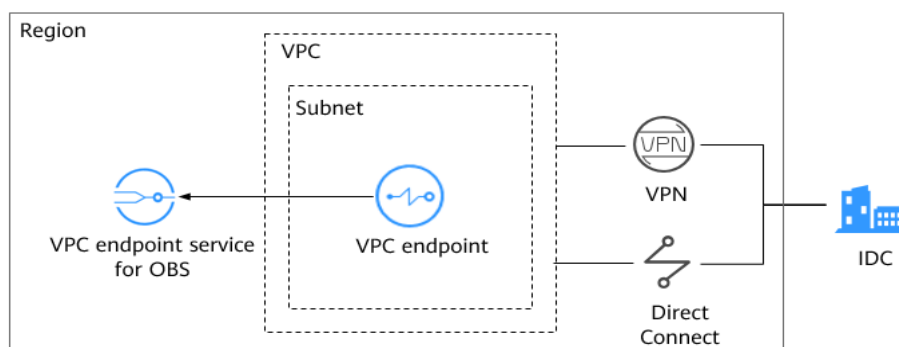 Region
VPC
Subnet
VPN
VPN
VPC endpoint service
for OBS
VPC endpoint
IDC
Direct
Connect